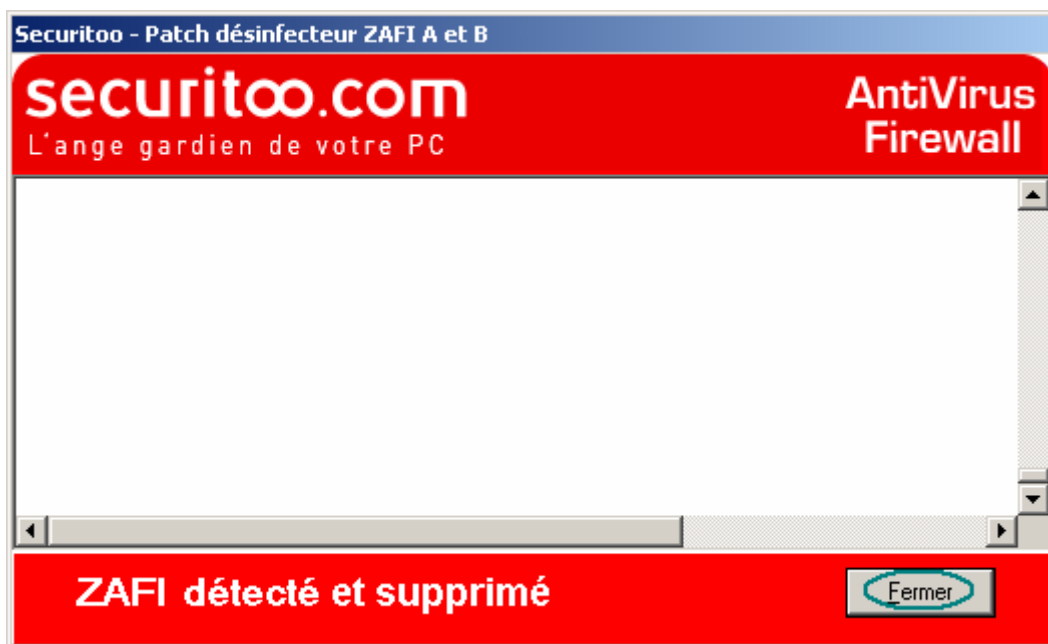 Securitoo - Patch désinfecteur ZAFI A et B
securitoo.com
L'ange gardien de votre PC
AntiVirus
Firewall
ZAFI détecté et supprimé
Fermer